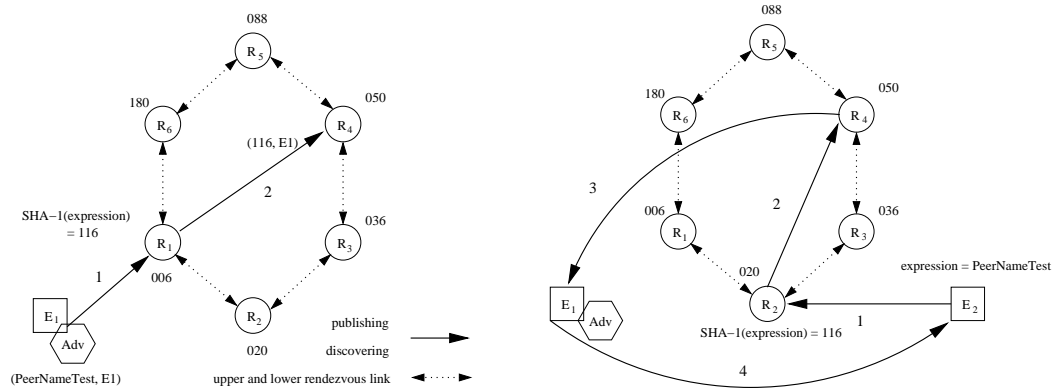 088
R5
180
R6
050
R4
(116, E1)
2
SHA−1(expression)
= 116
R1
006
036
R3
1
E1
Adv
(PeerNameTest, E1)
R2
020
publishing
discovering
upper and lower rendezvous link
088
R5
180
R6
050
R4
3
2
006
R1
036
R3
020
R2
expression = PeerNameTest
E1
Adv
1
E2
SHA−1(expression) = 116
4